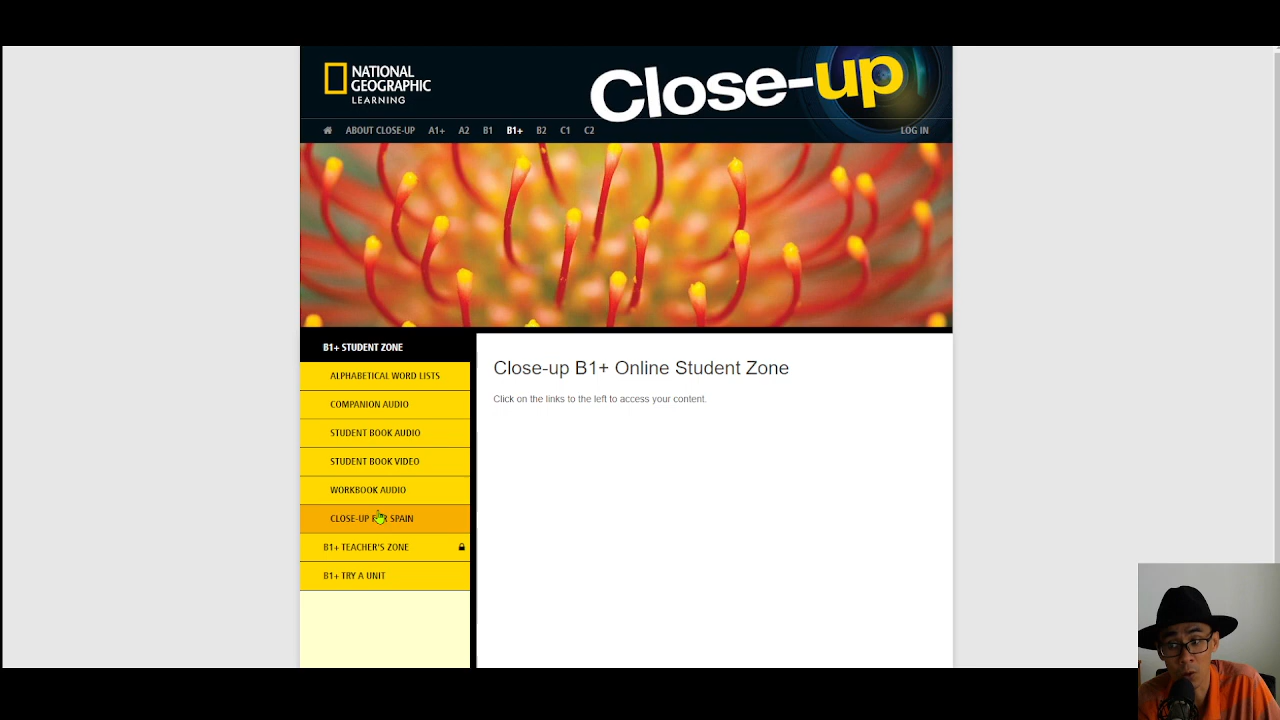 NATIONAL
GEOGRAPHIC
LEARNING
Close-up
ABOUT CLOSE-UP A1+ A2 B1 B1+ B2 C1 C2 LOG IN
B1+ STUDENT ZONE
ALPHABETICAL WORD LISTS
COMPANION AUDIO
STUDENT BOOK AUDIO
STUDENT BOOK VIDEO
WORKBOOK AUDIO
CLOSE-UP FOR SPAIN
B1+ TEACHER'S ZONE
B1+ TRY A UNIT
Close-up B1+ Online Student Zone
Click on the links to the left to access your content.